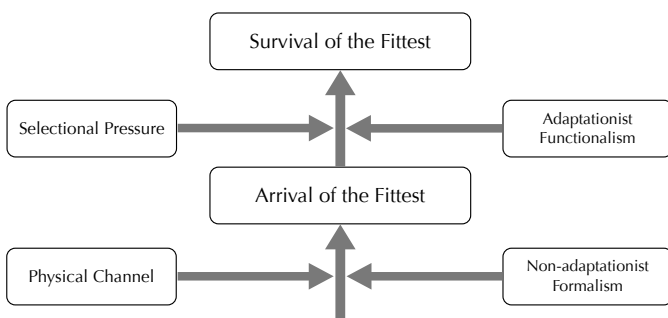 Survival of the Fittest
Selectional Pressure
Adaptationist
Functionalism
Arrival of the Fittest
Physical Channel
Non-adaptationist
Formalism